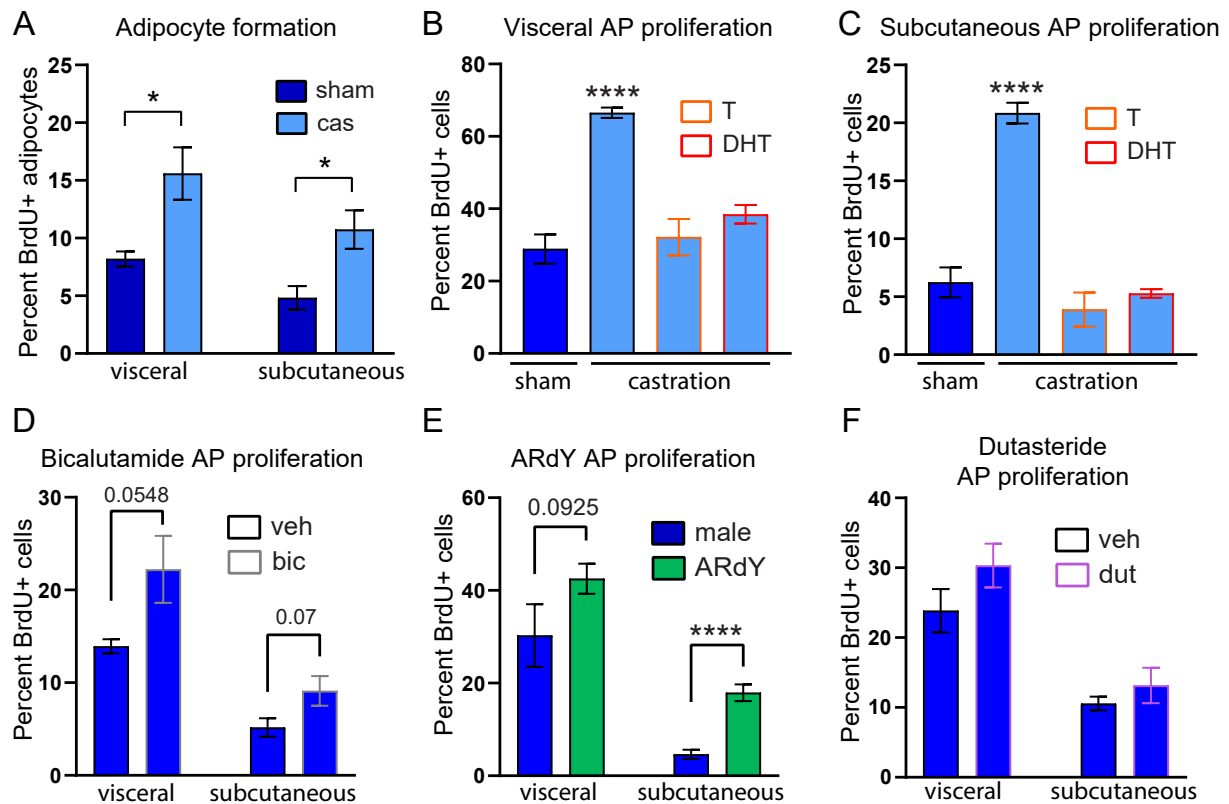 A
Adipocyte formation
Percent BrdU+ adipocytes
25
20
15
10
5
0
*
*
sham
cas
visceral
subcutaneous
B
Visceral AP proliferation
Percent BrdU+ cells
80
60
40
20
0
****
T
DHT
sham
castration
C
Subcutaneous AP proliferation
Percent BrdU+ cells
25
20
15
10
5
0
****
T
DHT
sham
castration
D
Bicalutamide AP proliferation
Percent BrdU+ cells
30
20
10
0
0.0548
0.07
veh
bic
visceral
subcutaneous
E
ARdY AP proliferation
Percent BrdU+ cells
60
40
20
0
0.0925
****
male
ARdY
visceral
subcutaneous
F
Dutasteride
AP proliferation
Percent BrdU+ cells
40
30
20
10
0
veh
dut
visceral
subcutaneous